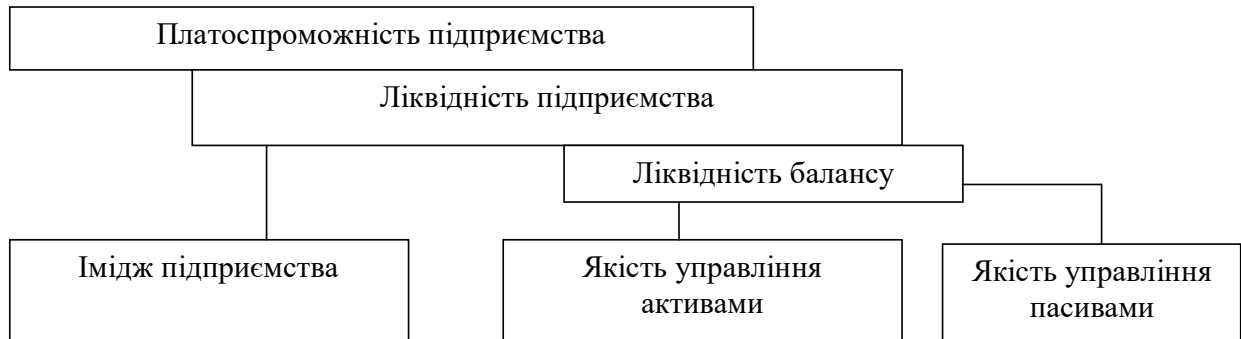 Платоспроможність підприємства
Ліквідність підприємства
Ліквідність балансу
Імідж підприємства
Якість управління
активами
Якість управління
пасивами